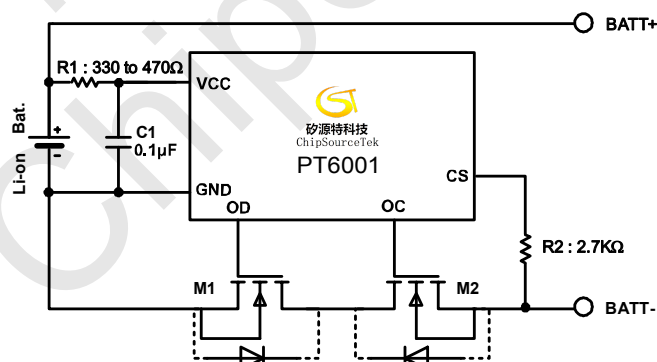 BATT+
R1 : 330 to 470Ω
VCC
Li-on Bat.
+
-
C1
0.1μF
矽源特科技
ChipSourceTek
PT6001
GND
CS
OD
OC
R2 : 2.7KΩ
M1
M2
BATT-